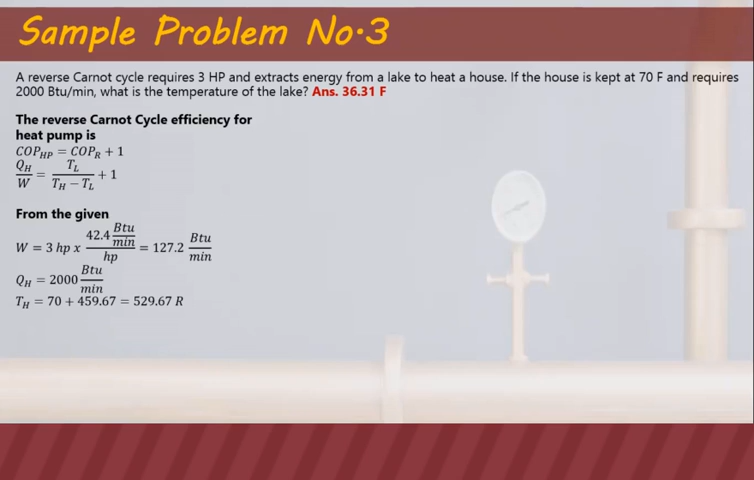 Sample Problem No.3
A reverse Carnot cycle requires 3 HP and extracts energy from a lake to heat a house. If the house is kept at 70 F and requires
2000 Btu/min, what is the temperature of the lake? Ans. 36.31 F
The reverse Carnot Cycle efficiency for
heat pump is
COP_HP = COP_R + 1
Q_H/W = T_L/(T_H − T_L) + 1
From the given
W = 3 hp x (42.4 Btu/min)/hp = 127.2 Btu/min
Q_H = 2000 Btu/min
T_H = 70 + 459.67 = 529.67 R